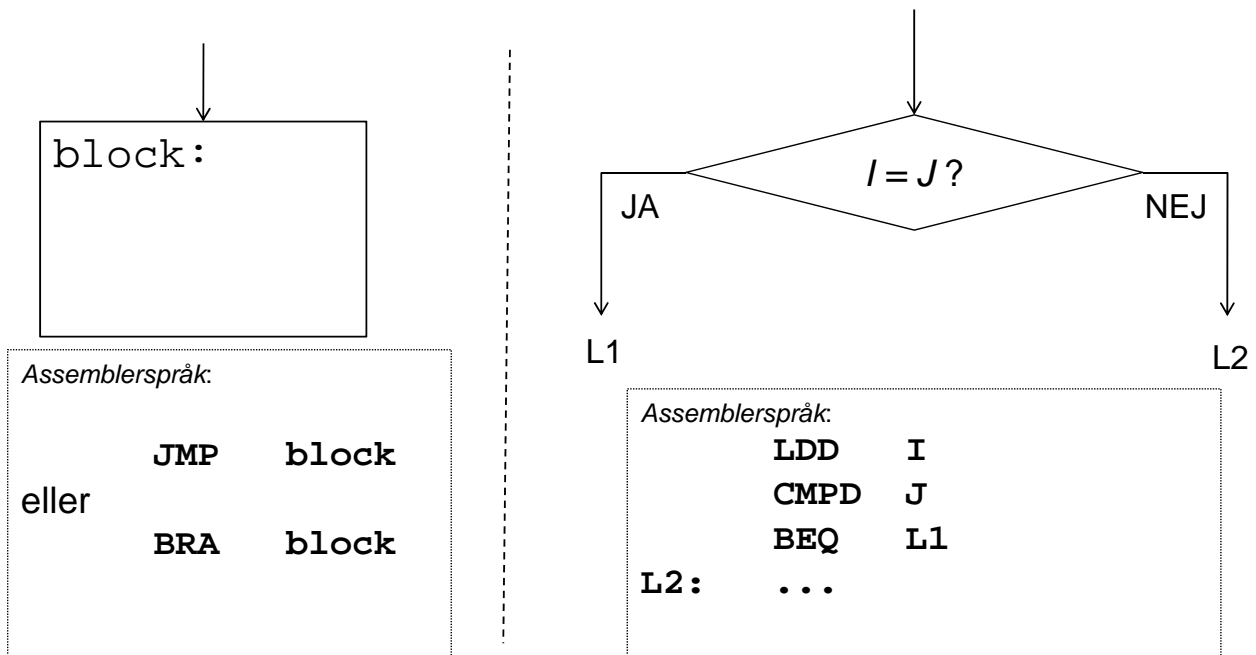 block:
Assemblerspråk:
JMP block
eller
BRA block
I = J ?
JA
NEJ
L1
L2
Assemblerspråk:
LDD I
CMPD J
BEQ L1
L2: ...